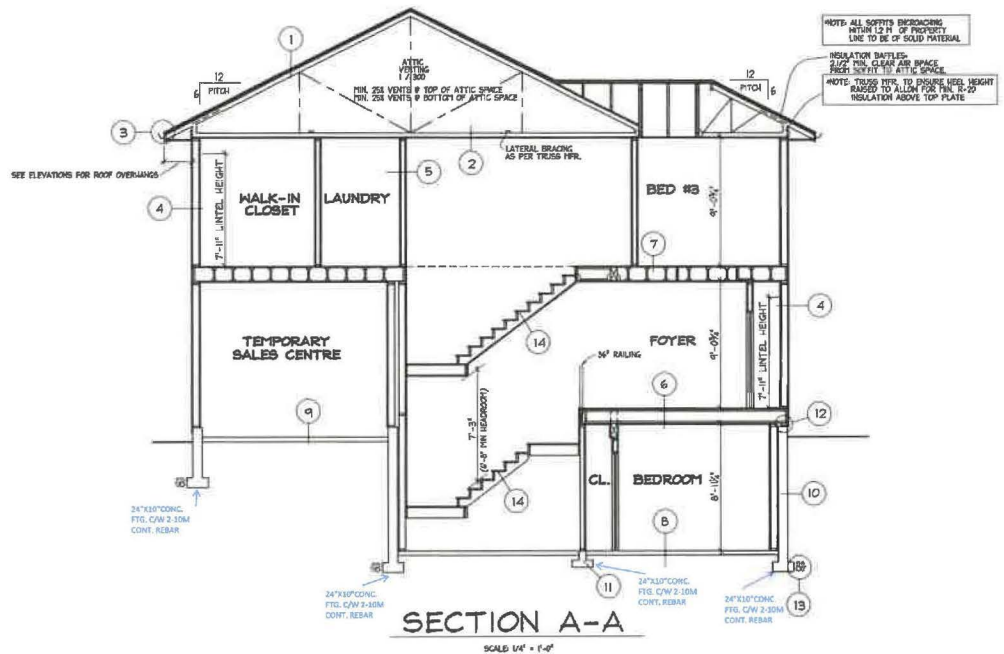 *NOTE: ALL SOFFITS ENCROACHING
WITHIN 1.2 M OF PROPERTY
LINE TO BE OF SOLID MATERIAL
INSULATION BAFFLES:
2 1/2" MIN. CLEAR AIR SPACE
FROM SOFFIT TO ATTIC SPACE.
*NOTE: TRUSS MFR. TO ENSURE HEEL HEIGHT
RAISED TO ALLOW FOR MIN. R-20
INSULATION ABOVE TOP PLATE
1
12
6
PITCH
ATTIC
VENTING
1 / 300
MIN. 25% VENTS @ TOP OF ATTIC SPACE
MIN. 25% VENTS @ BOTTOM OF ATTIC SPACE
12
PITCH
6
3
2
LATERAL BRACING
AS PER TRUSS MFR.
SEE ELEVATIONS FOR ROOF OVERHANGS
4
7'-11" LINTEL HEIGHT
WALK-IN
CLOSET
LAUNDRY
5
BED #3
9'-0¾"
7
TEMPORARY
SALES CENTRE
14
36" RAILING
FOYER
9'-0¾"
7'-11" LINTEL HEIGHT
4
6
9
7'-3"
(6'-8" MIN HEADROOM)
12
14
CL.
BEDROOM
10
8
24"X10"CONC.
FTG. C/W 2-10M
CONT. REBAR
24"X10"CONC.
FTG. C/W 2-10M
CONT. REBAR
11
24"X10"CONC.
FTG. C/W 2-10M
CONT. REBAR
24"X10"CONC.
FTG. C/W 2-10M
CONT. REBAR
13
SECTION A-A
SCALE: 1/4" = 1'-0"